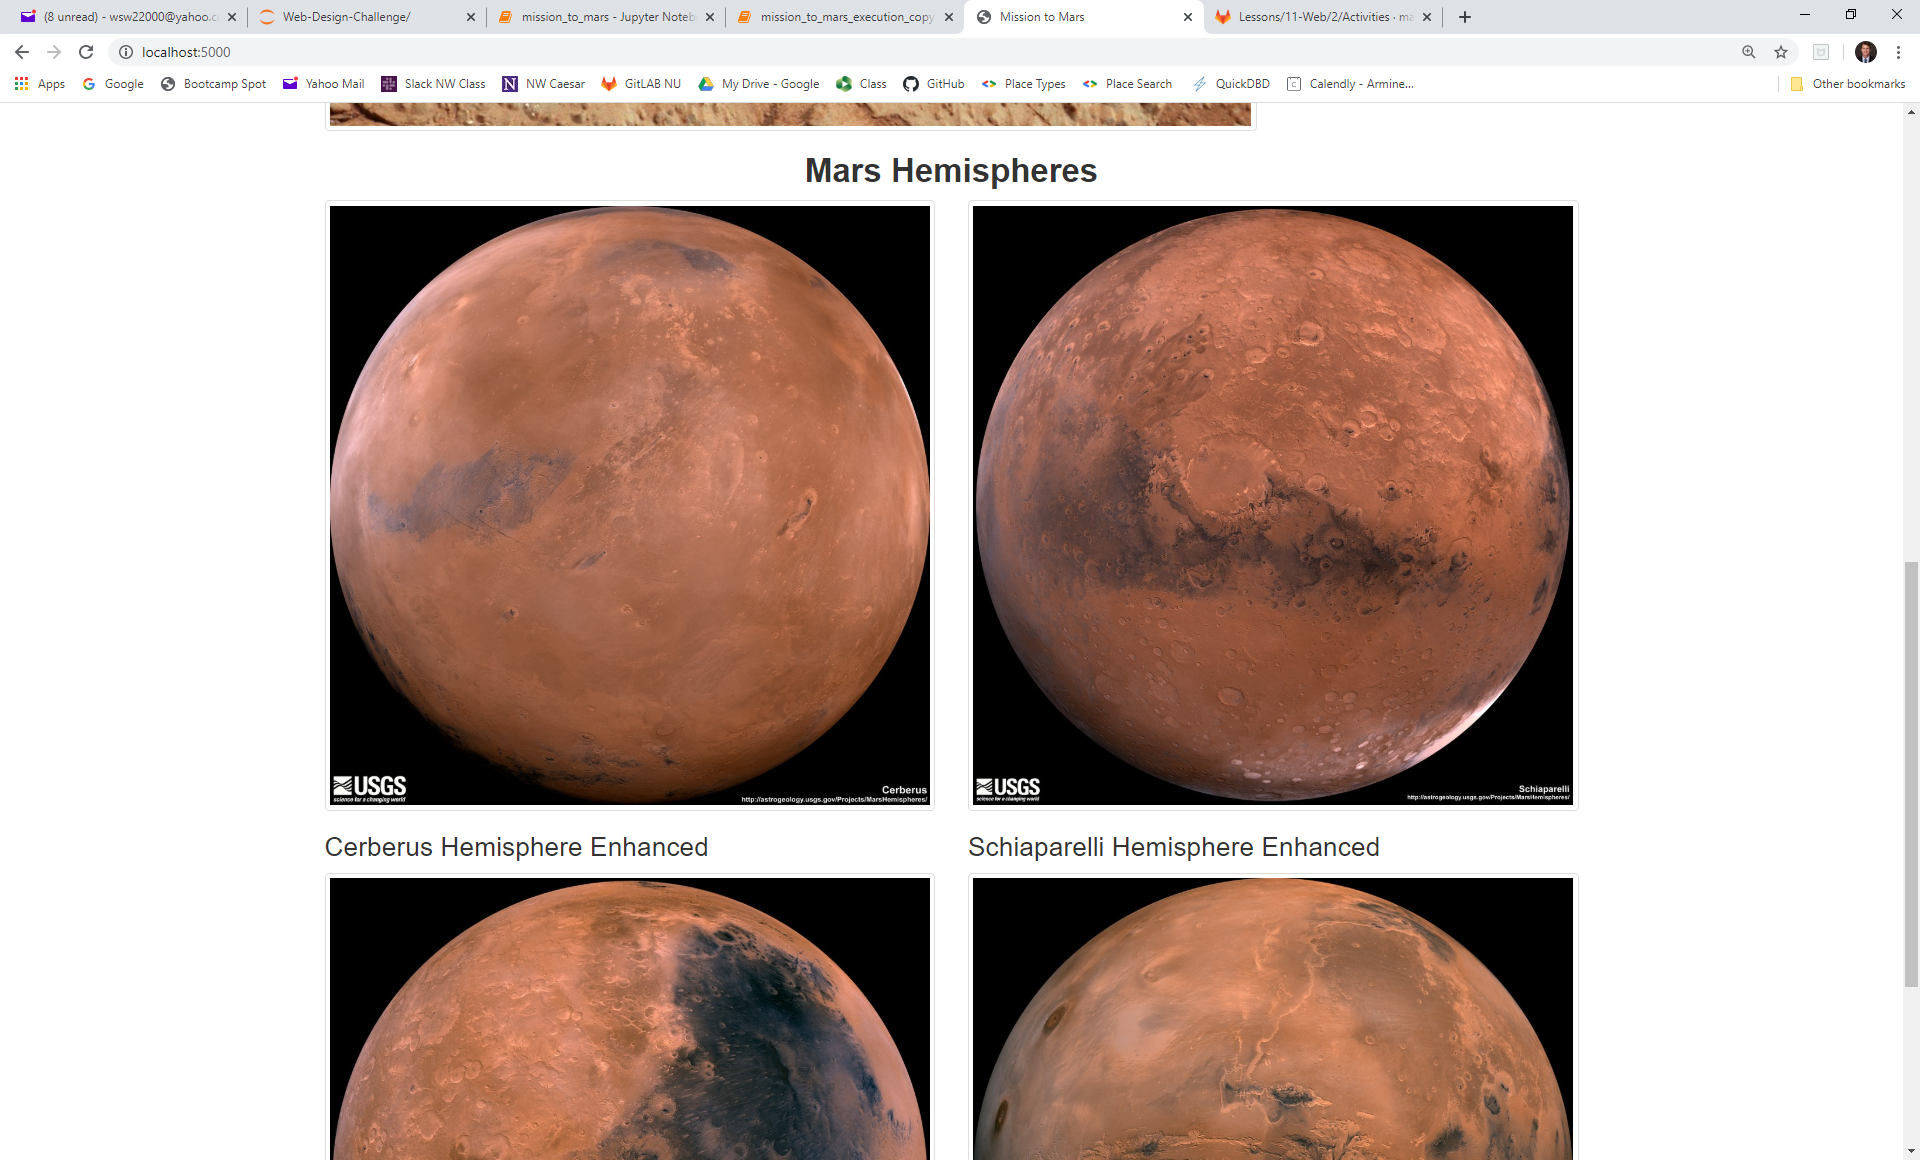 (8 unread) - wsw22000@yahoo.c
Web-Design-Challenge/
mission_to_mars - Jupyter Noteb
mission_to_mars_execution_copy
Mission to Mars
Lessons/11-Web/2/Activities · ma
localhost:5000
Apps
Google
Bootcamp Spot
Yahoo Mail
Slack NW Class
NW Caesar
GitLAB NU
My Drive - Google
Class
GitHub
Place Types
Place Search
QuickDBD
Calendly - Armine...
Other bookmarks
Mars Hemispheres
USGS
science for a changing world
Cerberus
http://astrogeology.usgs.gov/Projects/MarsHemispheres/
USGS
science for a changing world
Schiaparelli
http://astrogeology.usgs.gov/Projects/MarsHemispheres/
Cerberus Hemisphere Enhanced
Schiaparelli Hemisphere Enhanced